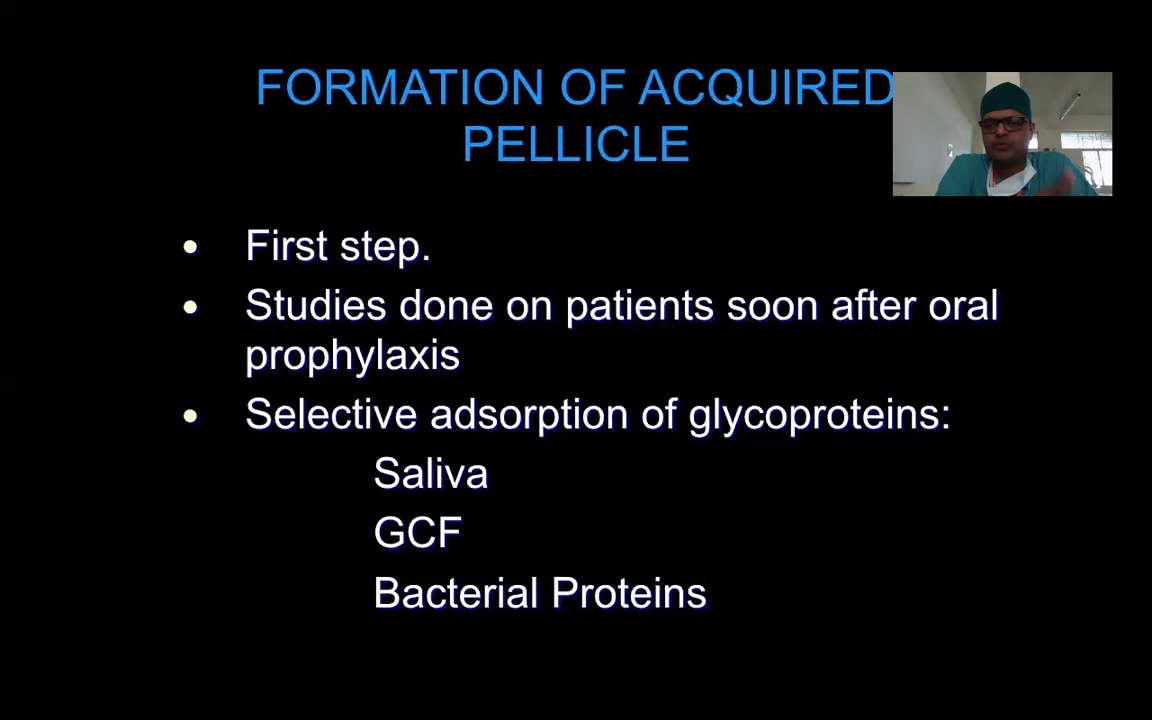 FORMATION OF ACQUIRED
PELLICLE
• First step.
• Studies done on patients soon after oral
prophylaxis
• Selective adsorption of glycoproteins:
Saliva
GCF
Bacterial Proteins